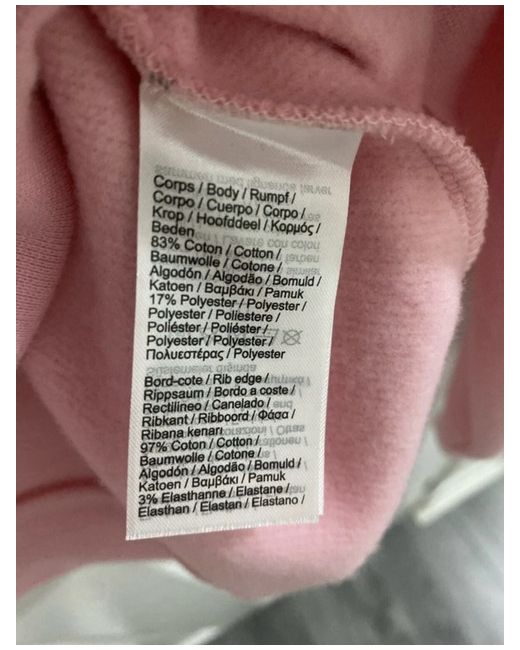 Corps / Body / Rumpf /
Corpo / Cuerpo / Corpo /
Krop / Hoofddeel / Κορμός /
Beden
83% Coton / Cotton /
Baumwolle / Cotone /
Algodón / Algodão / Bomuld /
Katoen / Βαμβάκι / Pamuk
17% Polyester / Polyester /
Polyester / Poliestere /
Poliéster / Poliéster /
Polyester / Polyester /
Πολυεστέρας / Polyester
Bord-cote / Rib edge /
Rippsaum / Bordo a coste /
Rectilineo / Canelado /
Ribkant / Ribboord / Φάσα /
Ribana kenarı
97% Coton / Cotton /
Baumwolle / Cotone /
Algodón / Algodão / Bomuld /
Katoen / Βαμβάκι / Pamuk
3% Elasthanne / Elastane /
Elasthan / Elastan / Elastano /